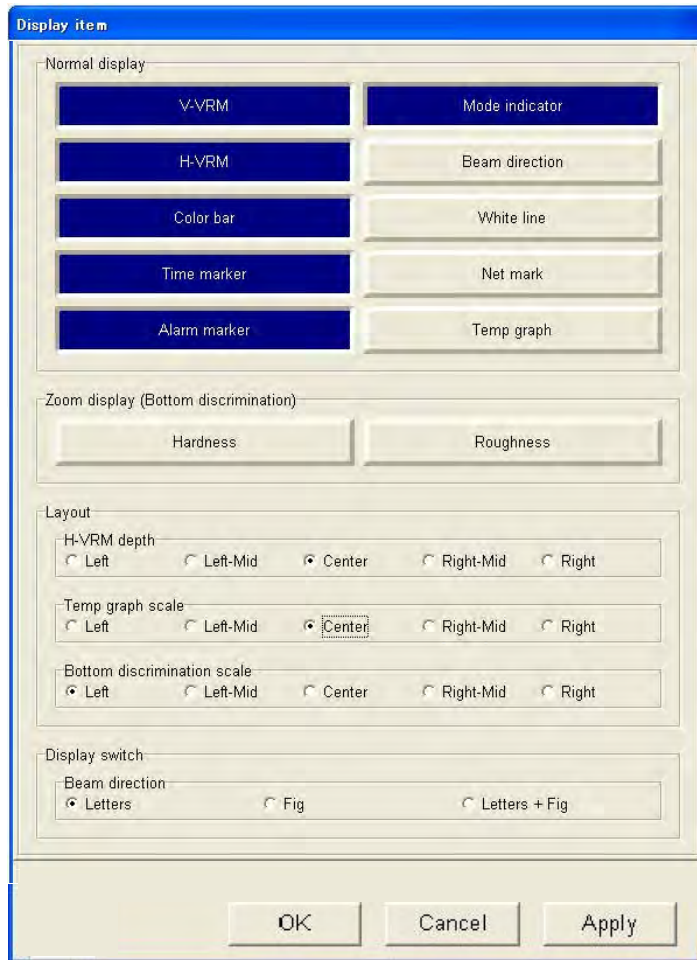 Display item
Normal display
V-VRM Mode indicator
H-VRM Beam direction
Color bar White line
Time marker Net mark
Alarm marker Temp graph
Zoom display (Bottom discrimination)
Hardness Roughness
Layout
H-VRM depth
Left Left-Mid Center Right-Mid Right
Temp graph scale
Left Left-Mid Center Right-Mid Right
Bottom discrimination scale
Left Left-Mid Center Right-Mid Right
Display switch
Beam direction
Letters Fig Letters + Fig
OK Cancel Apply